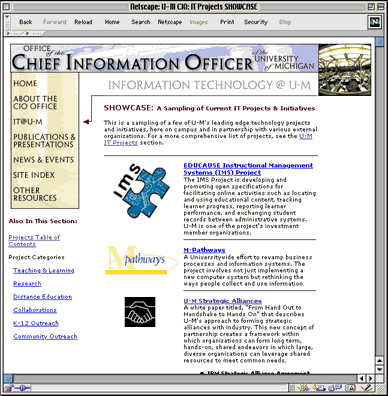 Netscape: U-M CIO: IT Projects SHOWCASE
Back Forward Reload Home Search Netscape Images Print Security Shop
OFFICE of the
CHIEF INFORMATION OFFICER
of the UNIVERSITY OF MICHIGAN
INFORMATION TECHNOLOGY @ U-M
HOME
ABOUT THE
CIO OFFICE
IT@U-M
PUBLICATIONS &
PRESENTATIONS
NEWS & EVENTS
SITE INDEX
OTHER
RESOURCES
Also In This Section:
Projects Table of
Contents
Project Categories
Teaching & Learning
Research
Distance Education
Collaborations
K-12 Outreach
Community Outreach
SHOWCASE: A Sampling of Current IT Projects & Initiatives
This is a sampling of a few of U-M's leading edge technology
projects and initiatives, here on campus and in partnership with various external
organizations. For a more comprehensive list of projects, see the U-M
IT Projects section.
ims
EDUCAUSE Instructional Management
Systems (IMS) Project
The IMS Project is developing and
promoting open specifications for
facilitating online activities such as locating
and using educational content, tracking
learner progress, reporting learner
performance, and exchanging student
records between administrative systems.
U-M is one of the project's investment
member organizations.
M pathways
M-Pathways
A Universitywide effort to revamp business
processes and information systems. The
project involves not just implementing a
new computer system but rethinking the
ways people collect and use information.
U-M Strategic Alliances
A white paper titled, "From Hand Out to
Handshake to Hands On" that describes
U-M's approach to forming strategic
alliances with industry. This new concept of
partnership creates a framework within
which organizations can form long term,
hands-on, shared endeavors in which large,
diverse organizations can leverage shared
resources to meet common needs.
• IBM Strategic Alliance Agreement